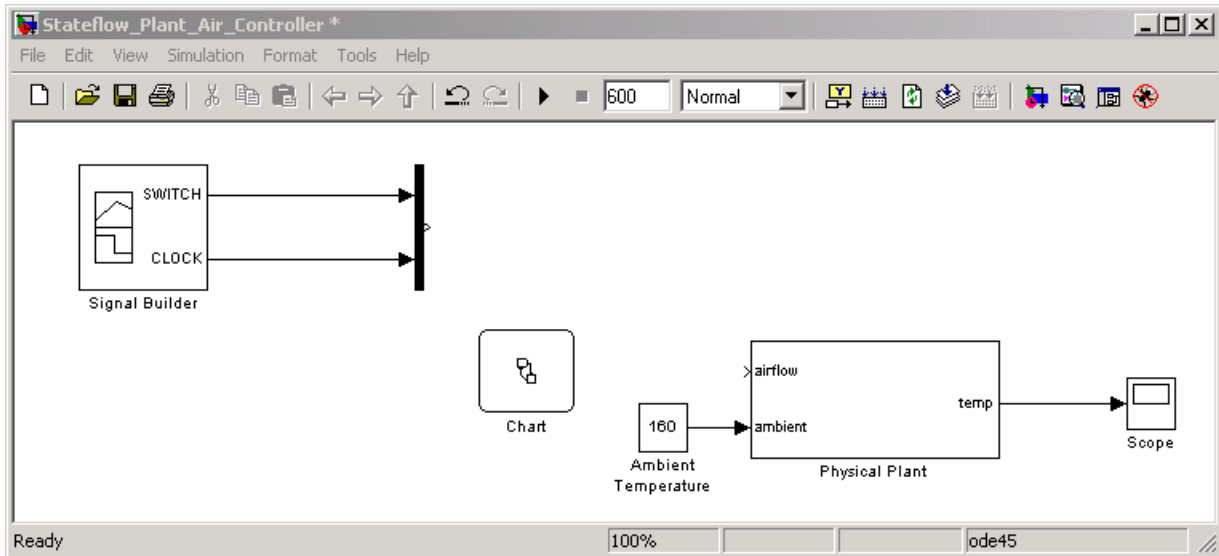 Stateflow_Plant_Air_Controller *
File Edit View Simulation Format Tools Help
600 Normal
SWITCH
CLOCK
Signal Builder
Chart
160
Ambient
Temperature
airflow
ambient
temp
Physical Plant
Scope
Ready 100% ode45